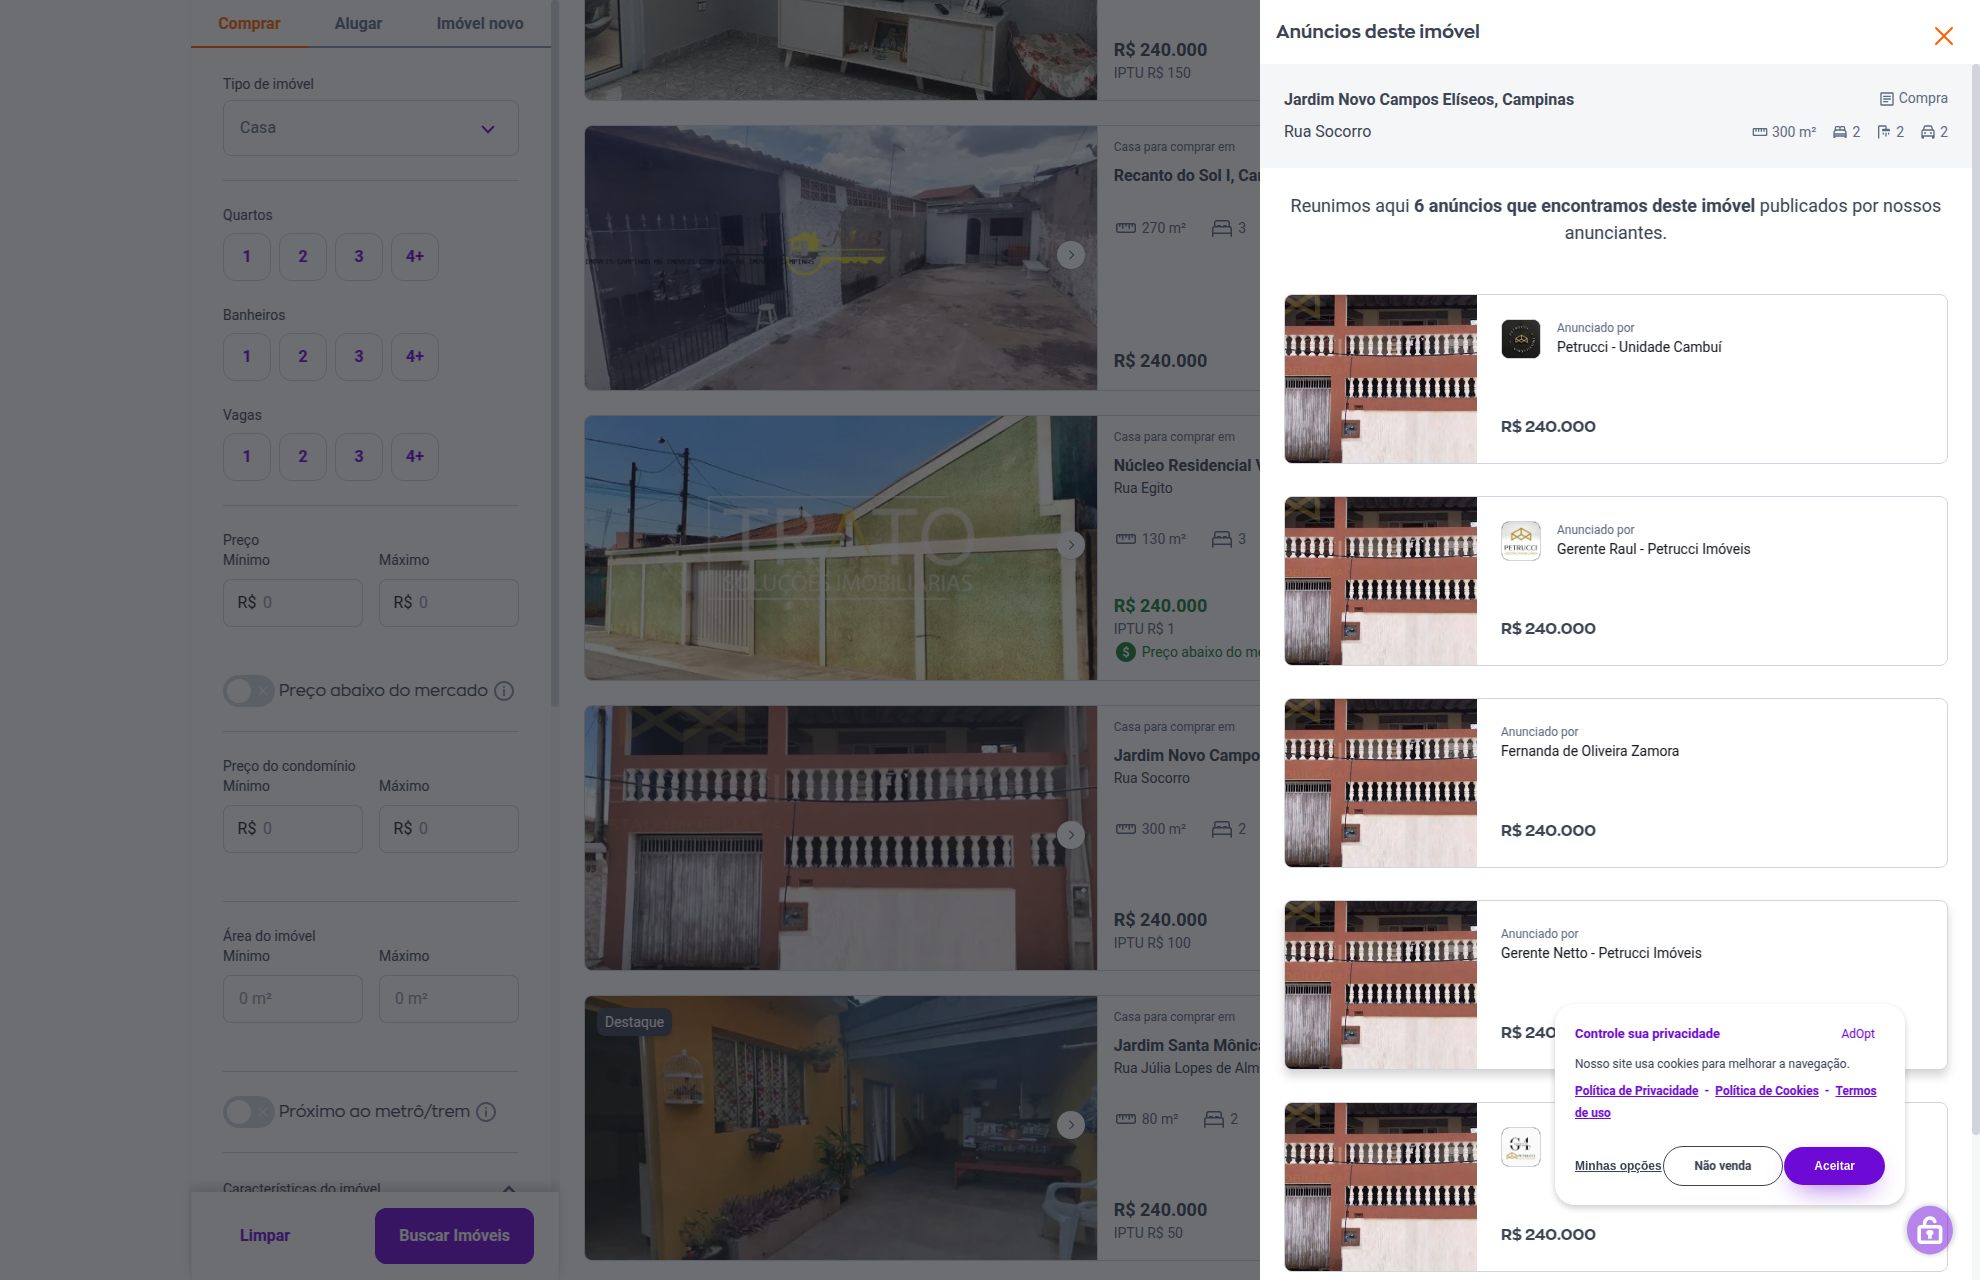 Comprar
Alugar
Imóvel novo
Tipo de imóvel
Casa
Quartos
1
2
3
4+
Banheiros
1
2
3
4+
Vagas
1
2
3
4+
Preço
Mínimo
Máximo
R$ 0
R$ 0
Preço abaixo do mercado
Preço do condomínio
Mínimo
Máximo
R$ 0
R$ 0
Área do imóvel
Mínimo
Máximo
0 m²
0 m²
Próximo ao metrô/trem
Características do imóvel
Limpar
Buscar Imóveis
R$ 240.000
IPTU R$ 150
Casa para comprar em
Recanto do Sol I, Ca
270 m²
3
R$ 240.000
TRATO
SOLUÇÕES IMOBILIÁRIAS
Casa para comprar em
Núcleo Residencial V
Rua Egito
130 m²
3
R$ 240.000
IPTU R$ 1
Preço abaixo do me
Casa para comprar em
Jardim Novo Campo
Rua Socorro
300 m²
2
R$ 240.000
IPTU R$ 100
Destaque
Casa para comprar em
Jardim Santa Mônica
Rua Júlia Lopes de Alm
80 m²
2
R$ 240.000
IPTU R$ 50
Anúncios deste imóvel
Jardim Novo Campos Elíseos, Campinas
Compra
Rua Socorro
300 m²
2
2
2
Reunimos aqui 6 anúncios que encontramos deste imóvel publicados por nossos
anunciantes.
Anunciado por
Petrucci - Unidade Cambuí
R$ 240.000
PETRUCCI
Anunciado por
Gerente Raul - Petrucci Imóveis
R$ 240.000
Anunciado por
Fernanda de Oliveira Zamora
R$ 240.000
Anunciado por
Gerente Netto - Petrucci Imóveis
R$ 240
G4
R$ 240.000
Controle sua privacidade
AdOpt
Nosso site usa cookies para melhorar a navegação.
Política de Privacidade - Política de Cookies - Termos
de uso
Minhas opções
Não venda
Aceitar